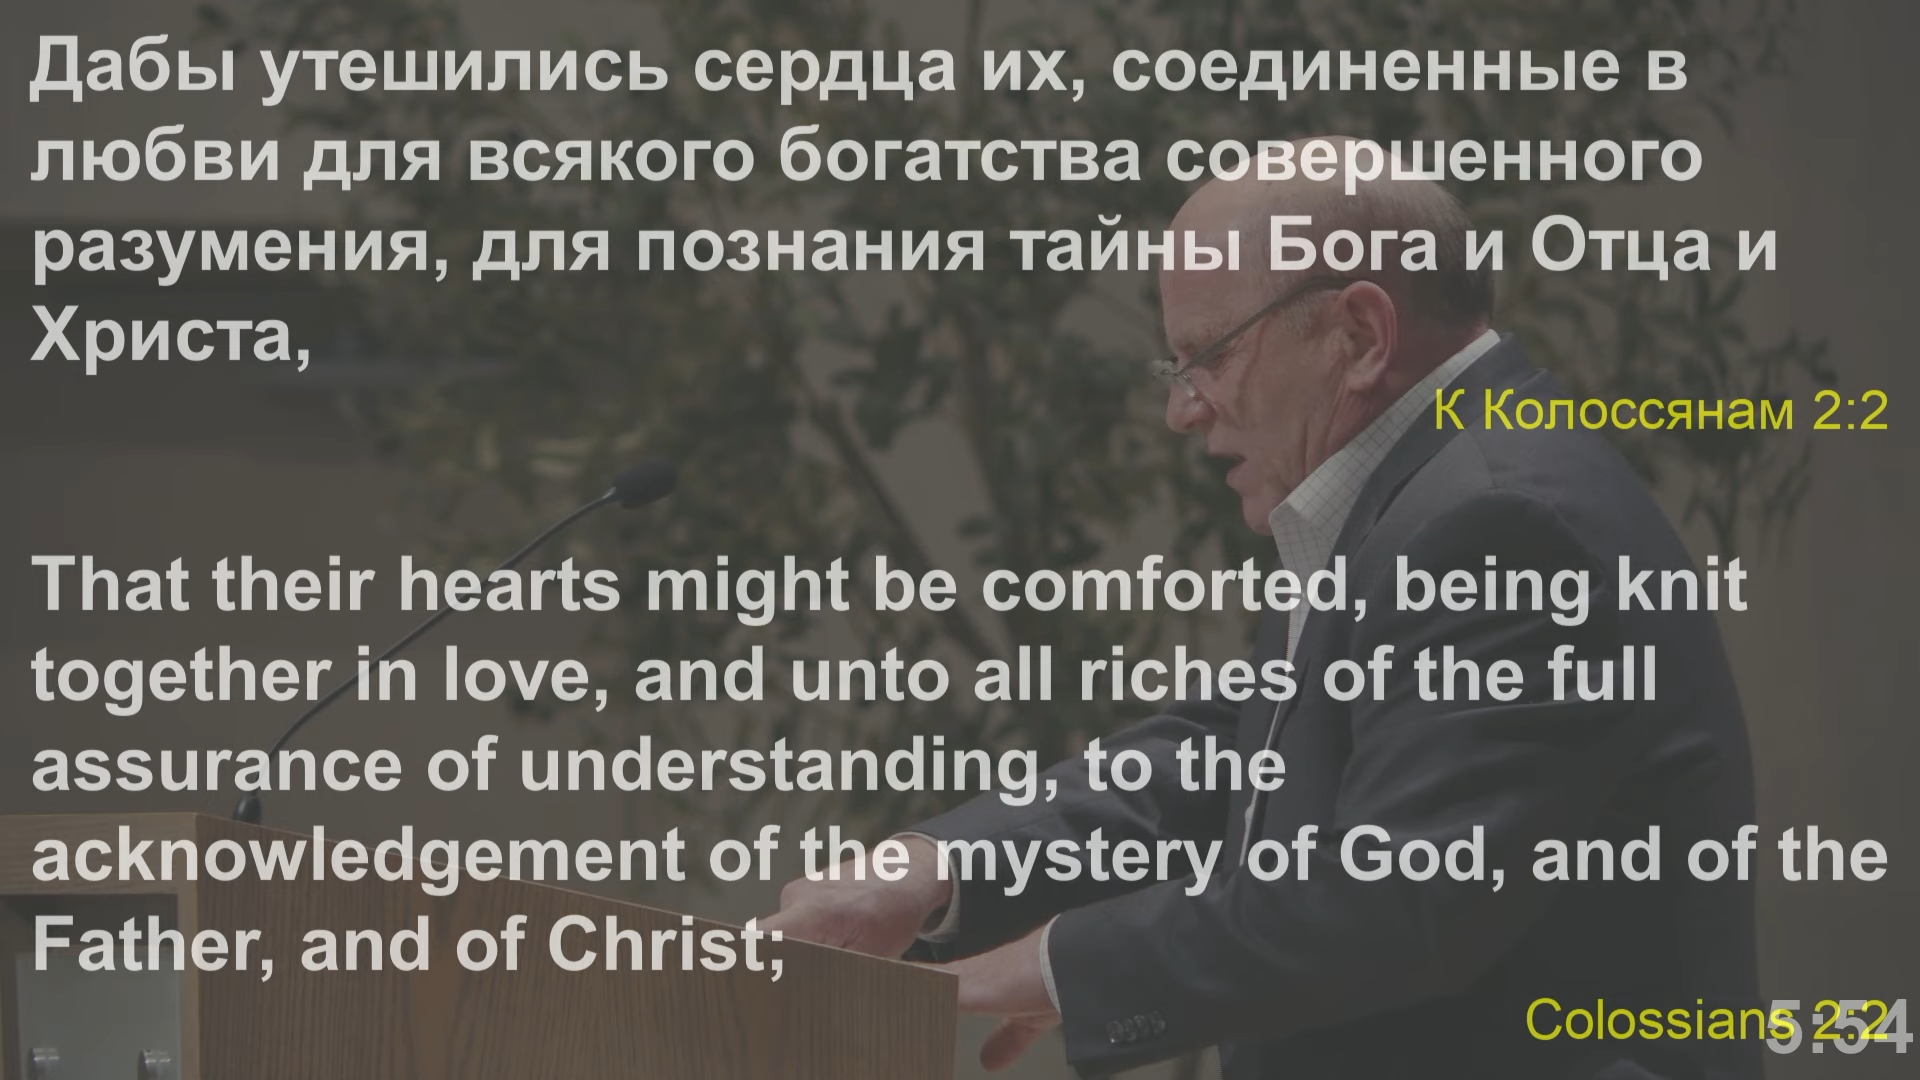 Дабы утешились сердца их, соединенные в
любви для всякого богатства совершенного
разумения, для познания тайны Бога и Отца и
Христа,
К Колоссянам 2:2
That their hearts might be comforted, being knit
together in love, and unto all riches of the full
assurance of understanding, to the
acknowledgement of the mystery of God, and of the
Father, and of Christ;
Colossians 2:2
5:54